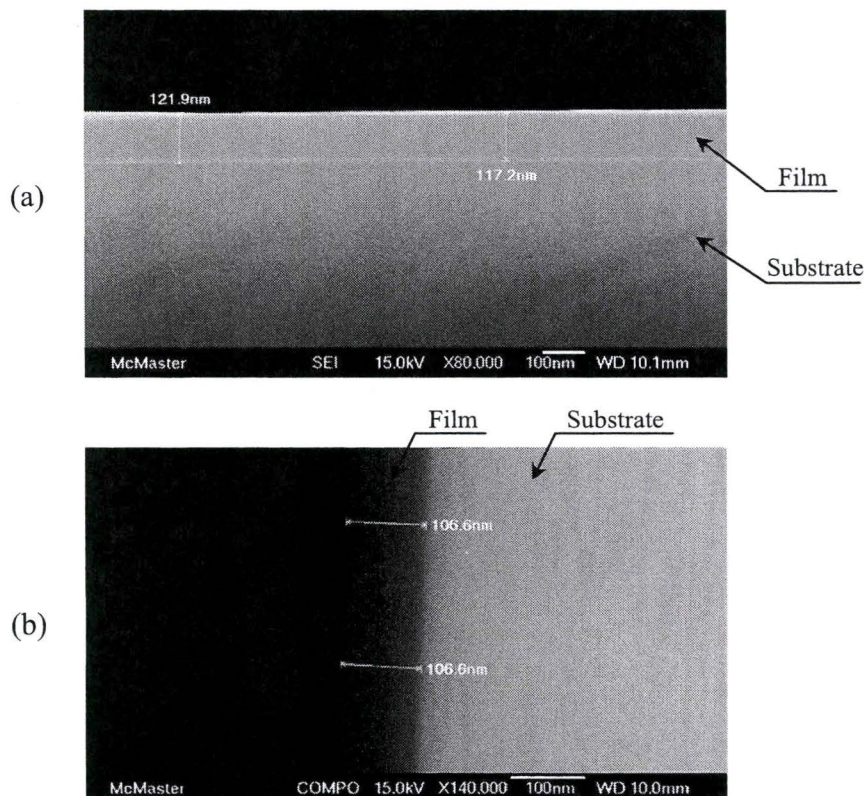 121.9nm
117.2nm
Film
(a)
Substrate
McMaster SEI 15.0kV X80,000 100nm WD 10.1mm
Film Substrate
106.6nm
(b)
106.6nm
McMaster COMPO 15.0kV X140,000 100nm WD 10.0mm